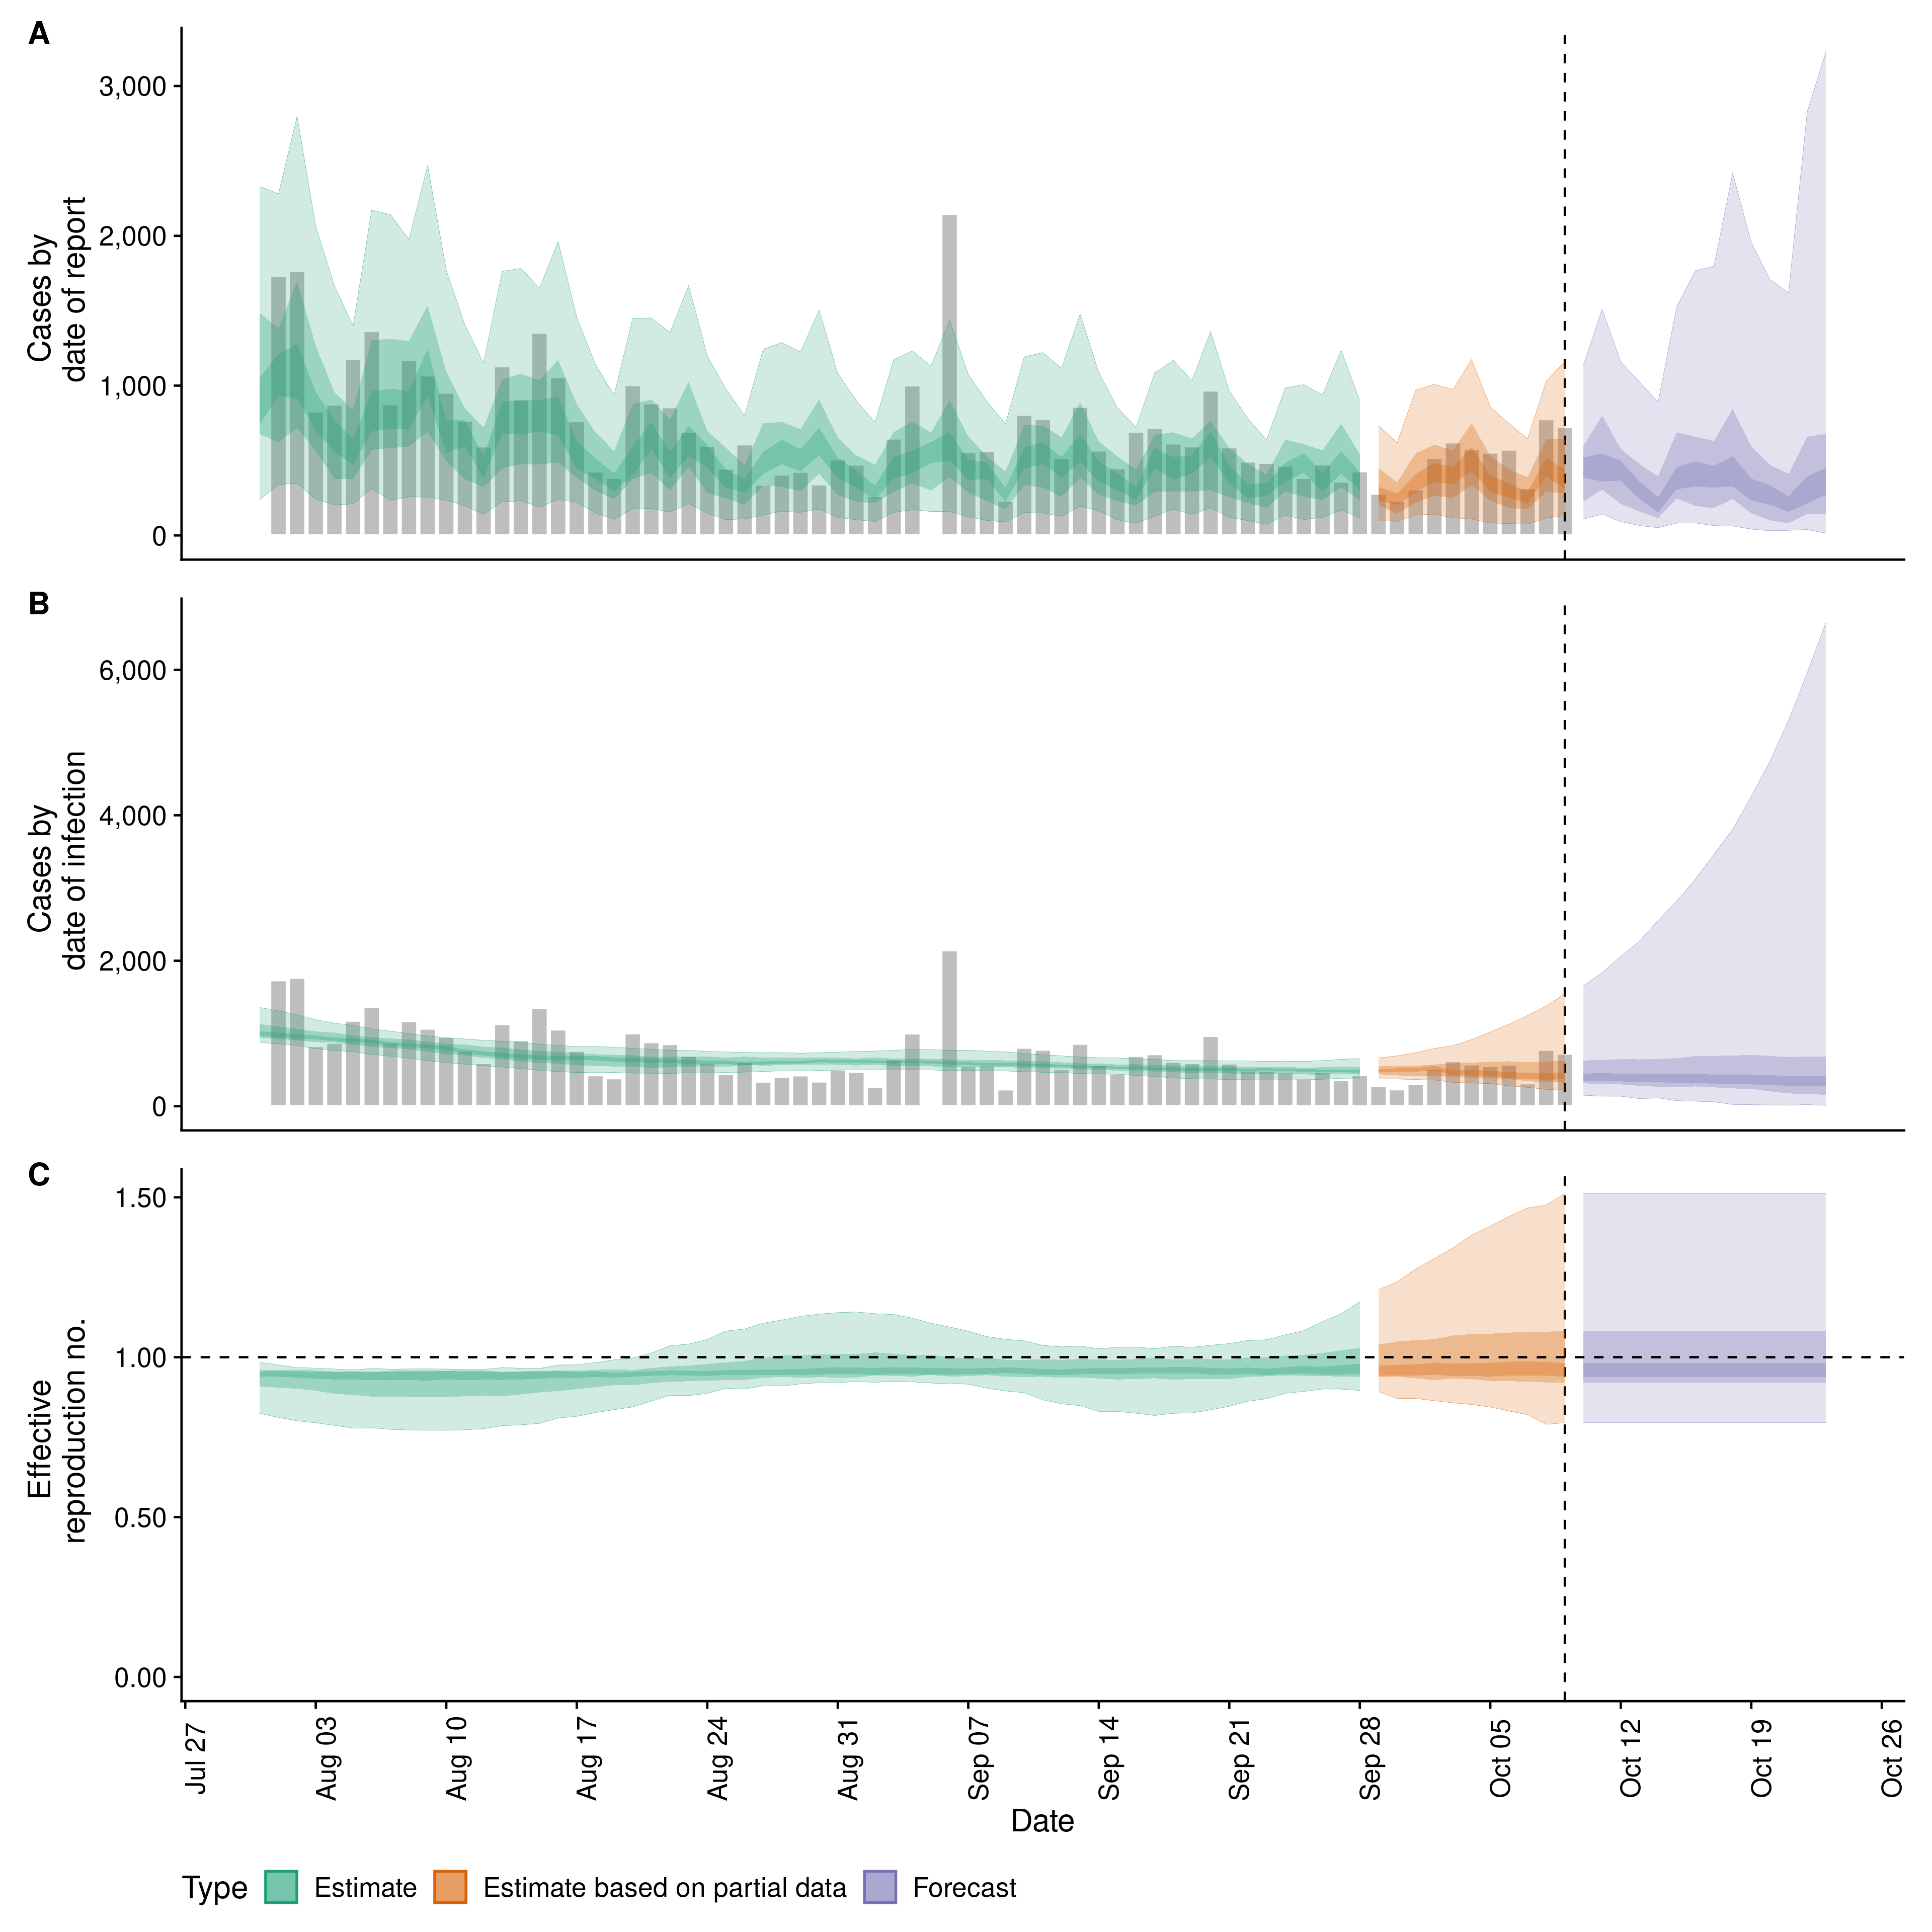 A
Cases by
date of report
3,000
2,000
1,000
0
B
Cases by
date of infection
6,000
4,000
2,000
0
C
Effective
reproduction no.
1.50
1.00
0.50
0.00
Jul 27
Aug 03
Aug 10
Aug 17
Aug 24
Aug 31
Sep 07
Sep 14
Sep 21
Sep 28
Oct 05
Oct 12
Oct 19
Oct 26
Date
Type Estimate Estimate based on partial data Forecast